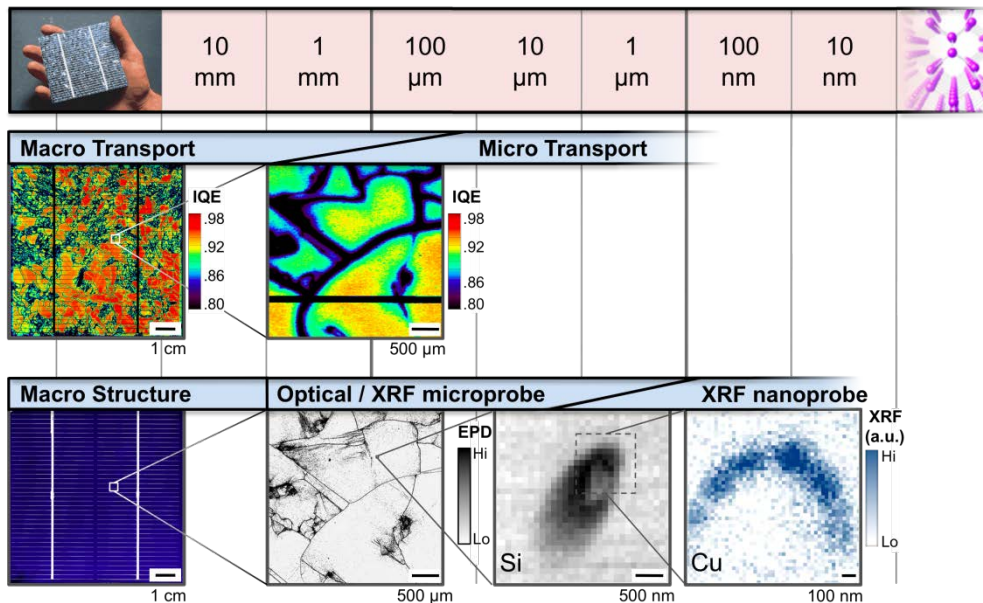 10 mm
1 mm
100 µm
10 µm
1 µm
100 nm
10 nm
Macro Transport
Micro Transport
IQE
.98
.92
.86
.80
1 cm
IQE
.98
.92
.86
.80
500 µm
Macro Structure
Optical / XRF microprobe
XRF nanoprobe
1 cm
EPD
Hi
Lo
500 µm
Si
500 nm
Cu
100 nm
XRF
(a.u.)
Hi
Lo